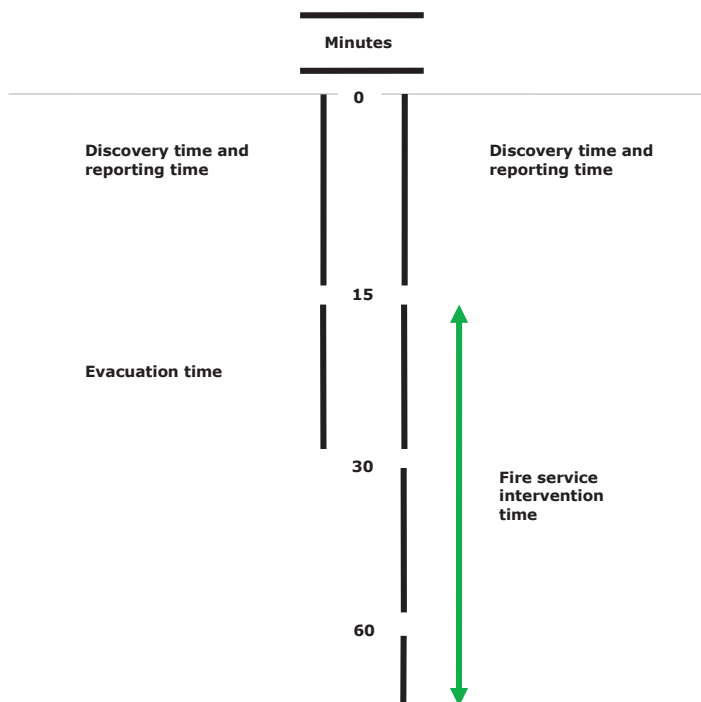 Minutes
0
Discovery time and
reporting time
Discovery time and
reporting time
15
Evacuation time
30
Fire service
intervention
time
60